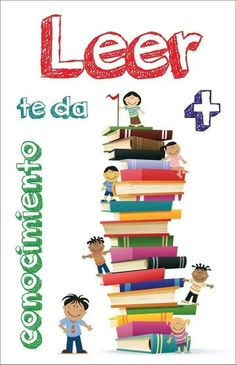 Leer
te da
+
conocimiento